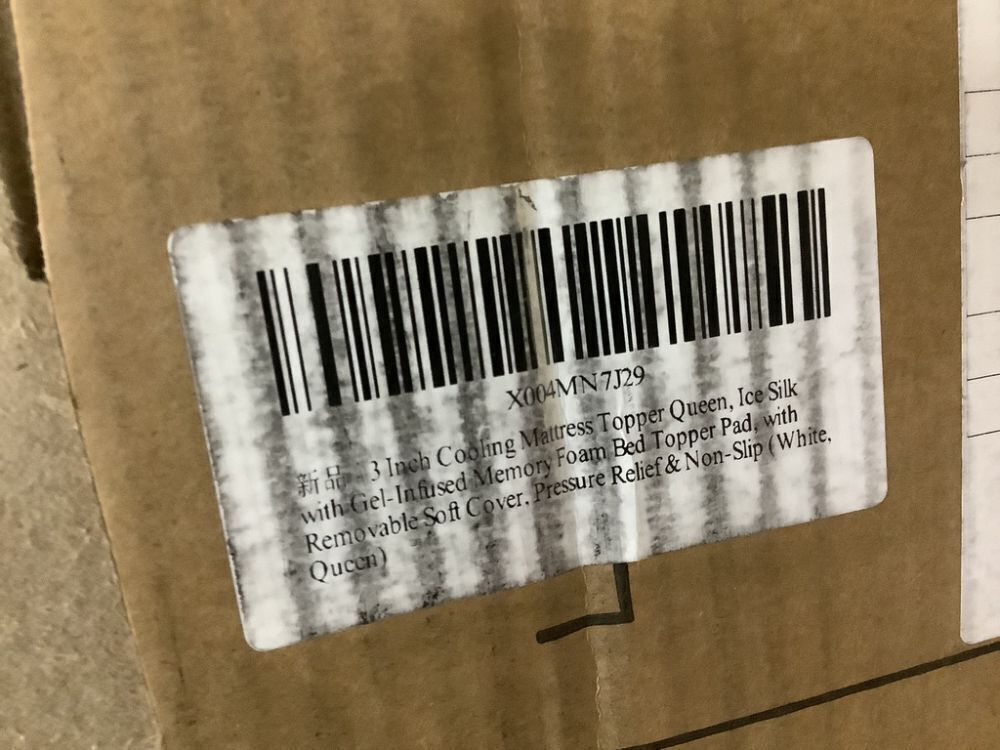 X004MN7J29
新品 - 3 Inch Cooling Mattress Topper Queen, Ice Silk
with Gel-Infused Memory Foam Bed Topper Pad, with
Removable Soft Cover, Pressure Relief & Non-Slip (White,
Queen)